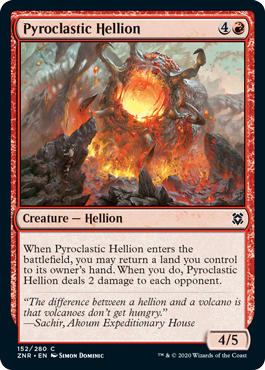 Pyroclastic Hellion 4
Creature — Hellion
When Pyroclastic Hellion enters the
battlefield, you may return a land you control
to its owner's hand. When you do, Pyroclastic
Hellion deals 2 damage to each opponent.
“The difference between a hellion and a volcano is
that volcanoes don't get hungry.”
—Sachir, Akoum Expeditionary House
4/5
152/280 C
ZNR • EN SIMON DOMINIC
™ & © 2020 Wizards of the Coast